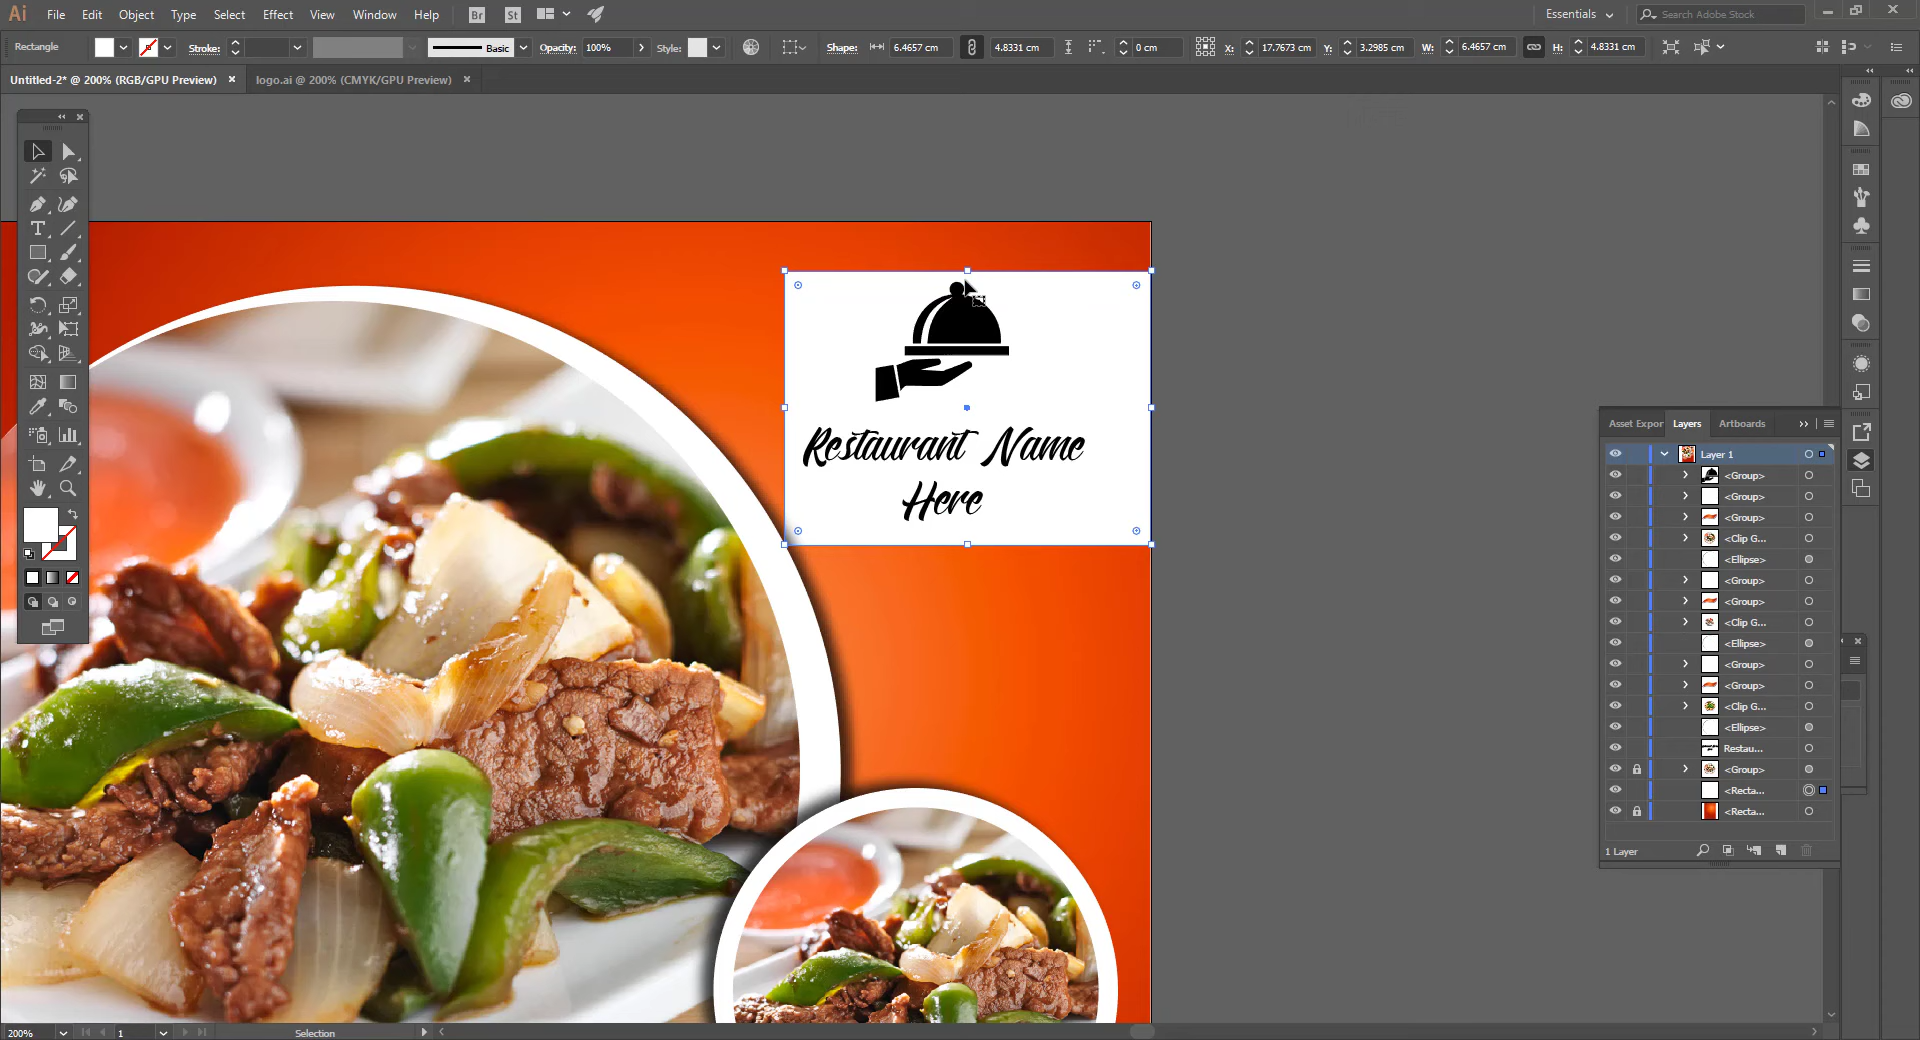 Ai File Edit Object Type Select Effect View Window Help Br St Essentials Search Adobe Stock
Rectangle Stroke: Basic Opacity: 100% Style: Shape: 6.4657 cm 4.8331 cm 0 cm X: 17.7673 cm Y: 3.2985 cm W: 6.4657 cm H: 4.8331 cm
Untitled-2* @ 200% (RGB/GPU Preview) × logo.ai @ 200% (CMYK/GPU Preview) ×
Restaurant Name
Here
Asset Expor Layers Artboards
Layer 1
<Group>
<Group>
<Group>
<Clip G...
<Ellipse>
<Group>
<Group>
<Clip G...
<Ellipse>
<Group>
<Group>
<Clip G...
<Ellipse>
Restau...
<Group>
<Recta...
<Recta...
1 Layer
200% 1 Selection